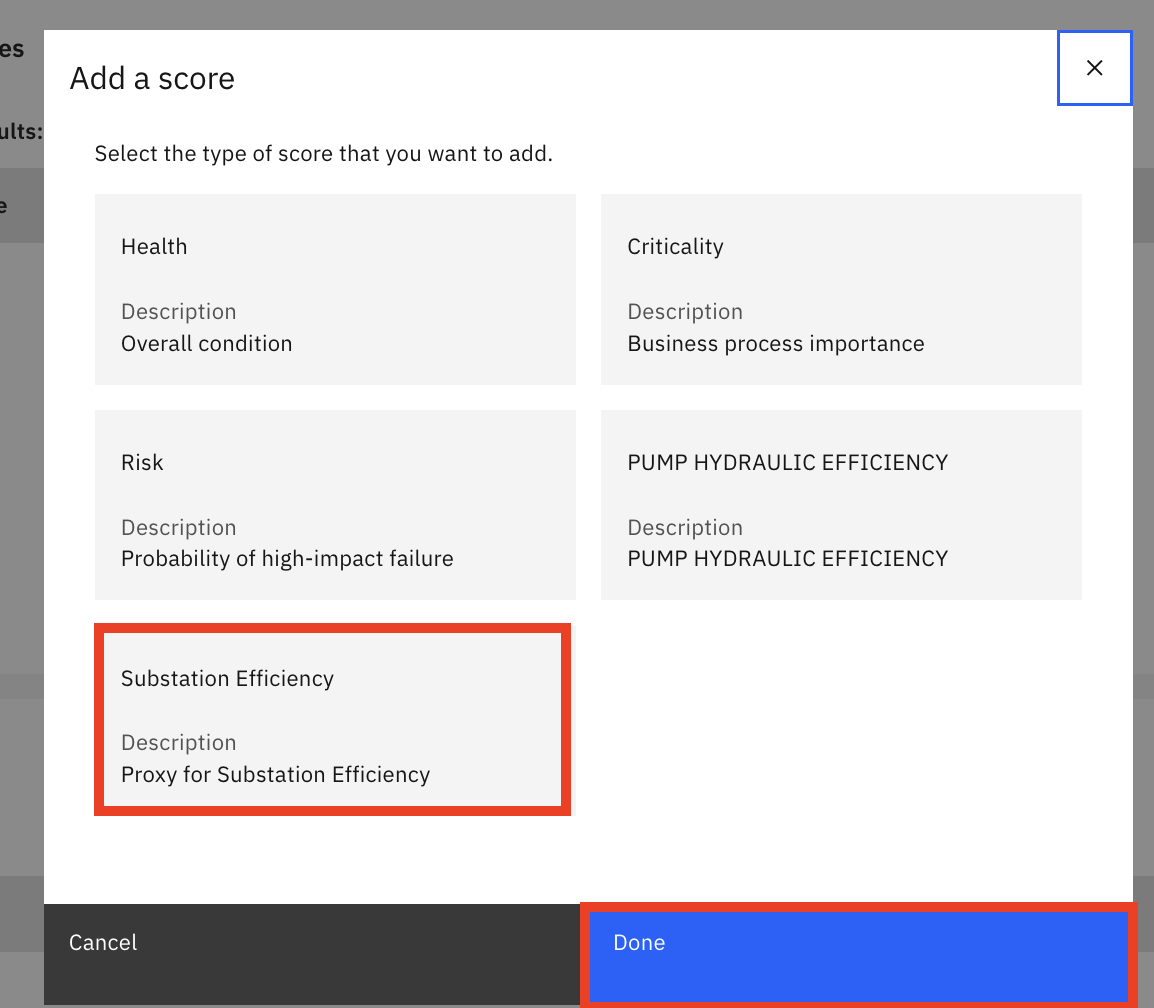 es
Add a score
ults:
Select the type of score that you want to add.
e
Health
Description
Overall condition
Criticality
Description
Business process importance
Risk
Description
Probability of high-impact failure
PUMP HYDRAULIC EFFICIENCY
Description
PUMP HYDRAULIC EFFICIENCY
Substation Efficiency
Description
Proxy for Substation Efficiency
Cancel
Done